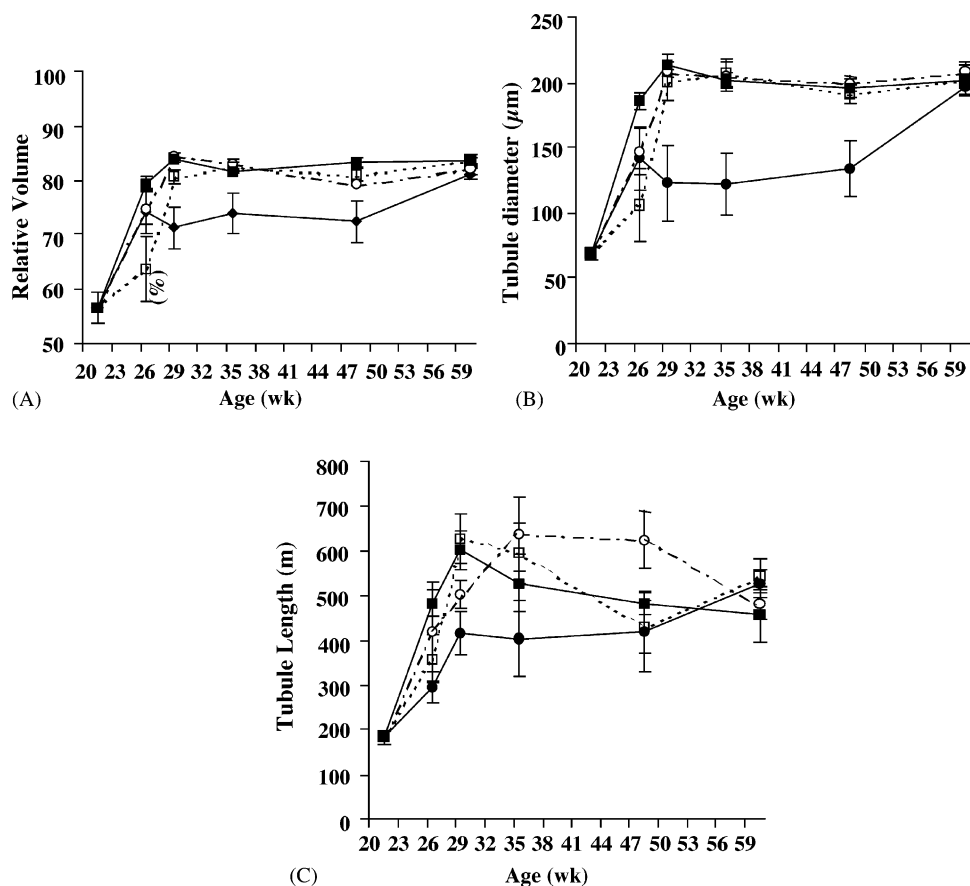 100
90
80
70
60
50
Relative Volume
(%)
20 23 26 29 32 35 38 41 44 47 50 53 56 59
(A)
Age (wk)
250
200
150
100
50
0
Tubule diameter (μm)
20 23 26 29 32 35 38 41 44 47 50 53 56 59
(B)
Age (wk)
800
700
600
500
400
300
200
100
0
Tubule Length (m)
20 23 26 29 32 35 38 41 44 47 50 53 56 59
(C)
Age (wk)